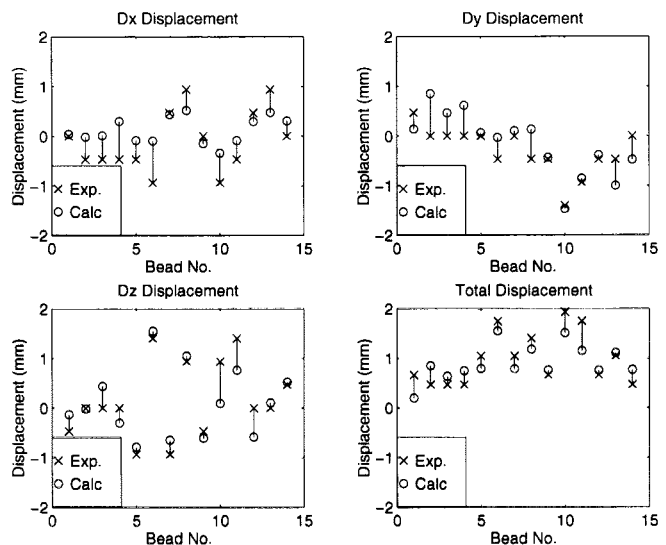 Dx Displacement
2
1
0
−1
−2
Displacement (mm)
× Exp.
o Calc
0 5 10 15
Bead No.
Dy Displacement
2
1
0
−1
−2
Displacement (mm)
× Exp.
o Calc
0 5 10 15
Bead No.
Dz Displacement
2
1
0
−1
−2
Displacement (mm)
× Exp.
o Calc
0 5 10 15
Bead No.
Total Displacement
2
1
0
−1
−2
Displacement (mm)
× Exp.
o Calc
0 5 10 15
Bead No.